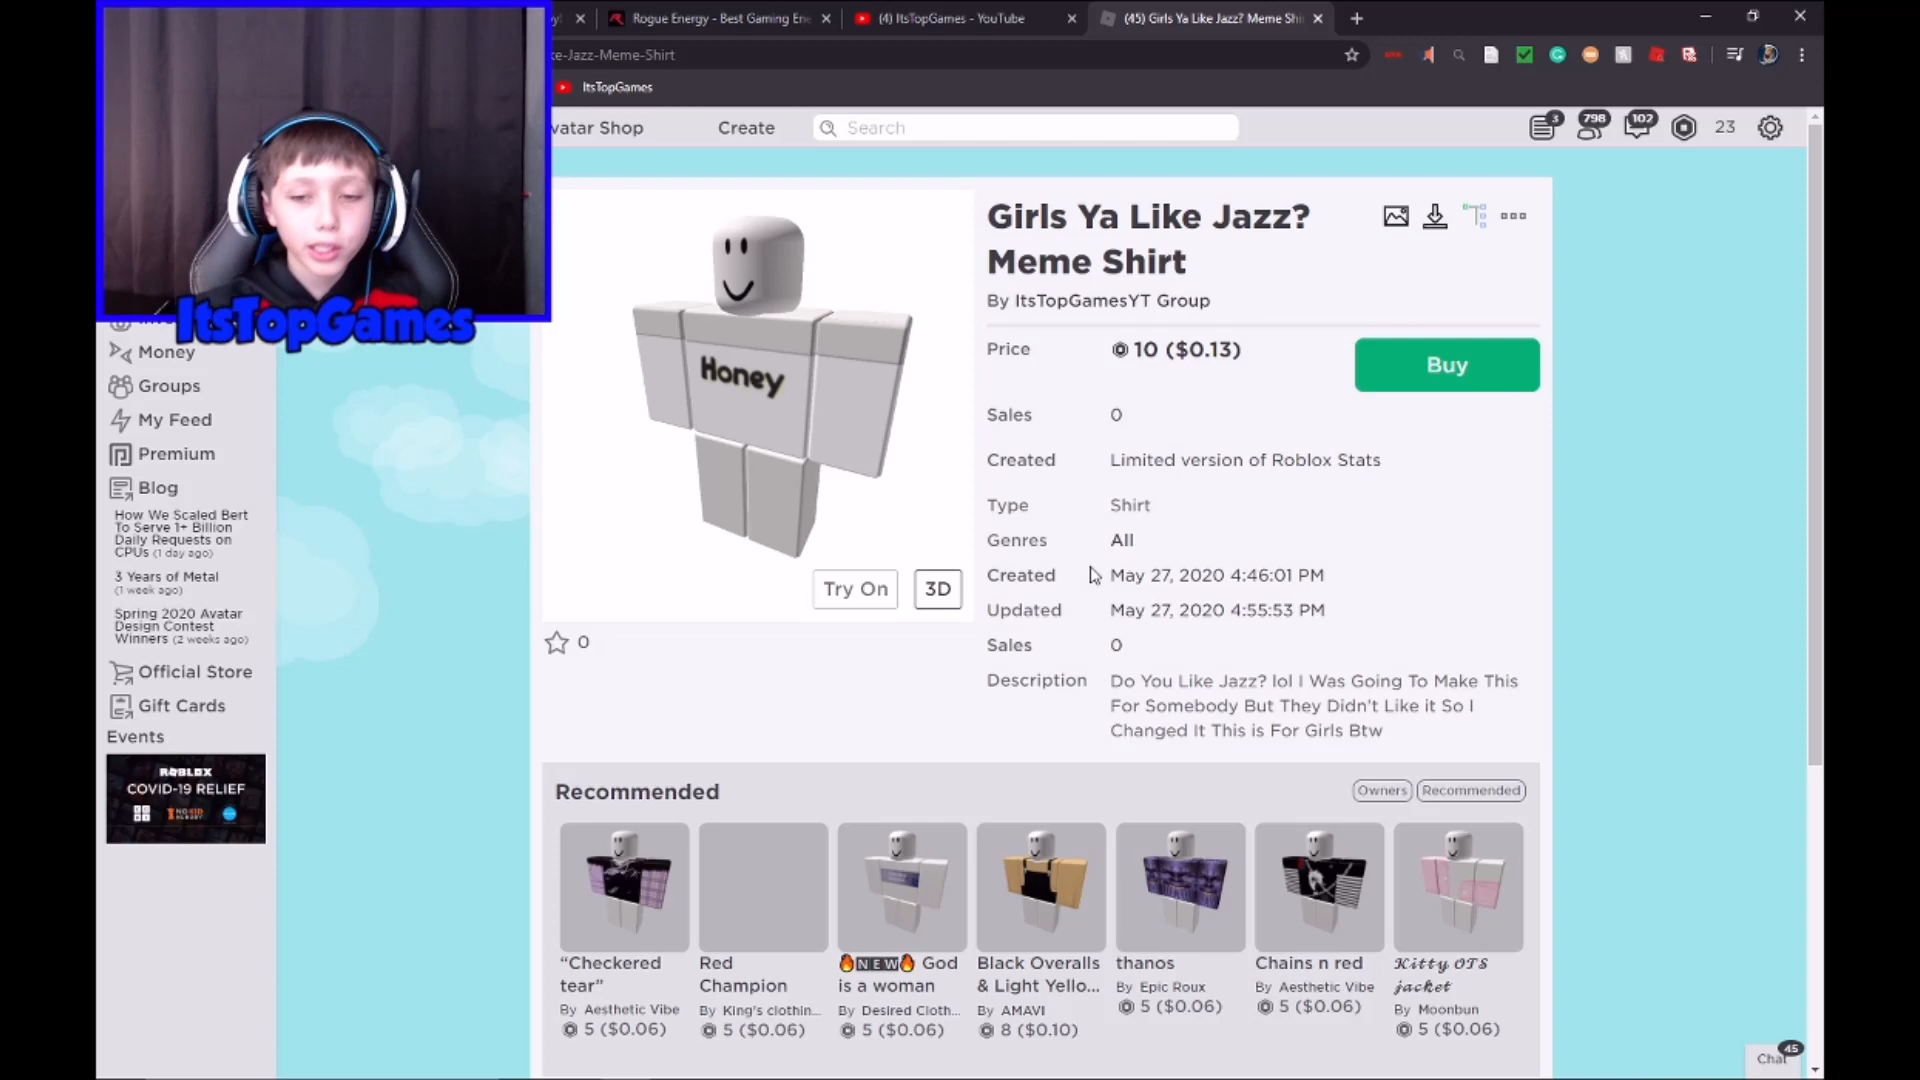 Rogue Energy - Best Gaming Ene
(4) ItsTopGames - YouTube
(45) Girls Ya Like Jazz? Meme Shi
ke-Jazz-Meme-Shirt
ItsTopGames
vatar Shop
Create
Search
3
798
102
23
ItsTopGames
Money
Groups
My Feed
Premium
Blog
How We Scaled Bert
To Serve 1+ Billion
Daily Requests on
CPUs (1 day ago)
3 Years of Metal
(1 week ago)
Spring 2020 Avatar
Design Contest
Winners (2 weeks ago)
Official Store
Gift Cards
Events
ROBLOX
COVID-19 RELIEF
NO KID
HUNGRY
Honey
Try On
3D
0
Girls Ya Like Jazz?
Meme Shirt
By ItsTopGamesYT Group
Price 10 ($0.13)
Buy
Sales 0
Created Limited version of Roblox Stats
Type Shirt
Genres All
Created May 27, 2020 4:46:01 PM
Updated May 27, 2020 4:55:53 PM
Sales 0
Description Do You Like Jazz? lol I Was Going To Make This
For Somebody But They Didn't Like it So I
Changed It This is For Girls Btw
Recommended
Owners
Recommended
“Checkered
tear”
By Aesthetic Vibe
5 ($0.06)
Red
Champion
By King's clothin...
5 ($0.06)
🔥🅽🅴🆆🔥 God
is a woman
By Desired Cloth...
5 ($0.06)
Black Overalls
& Light Yello...
By AMAVI
8 ($0.10)
thanos
By Epic Roux
5 ($0.06)
Chains n red
By Aesthetic Vibe
5 ($0.06)
𝓚𝓲𝓽𝓽𝔂 𝓞𝓣𝓢
𝓳𝓪𝓬𝓴𝓮𝓽
By Moonbun
5 ($0.06)
Chat
45